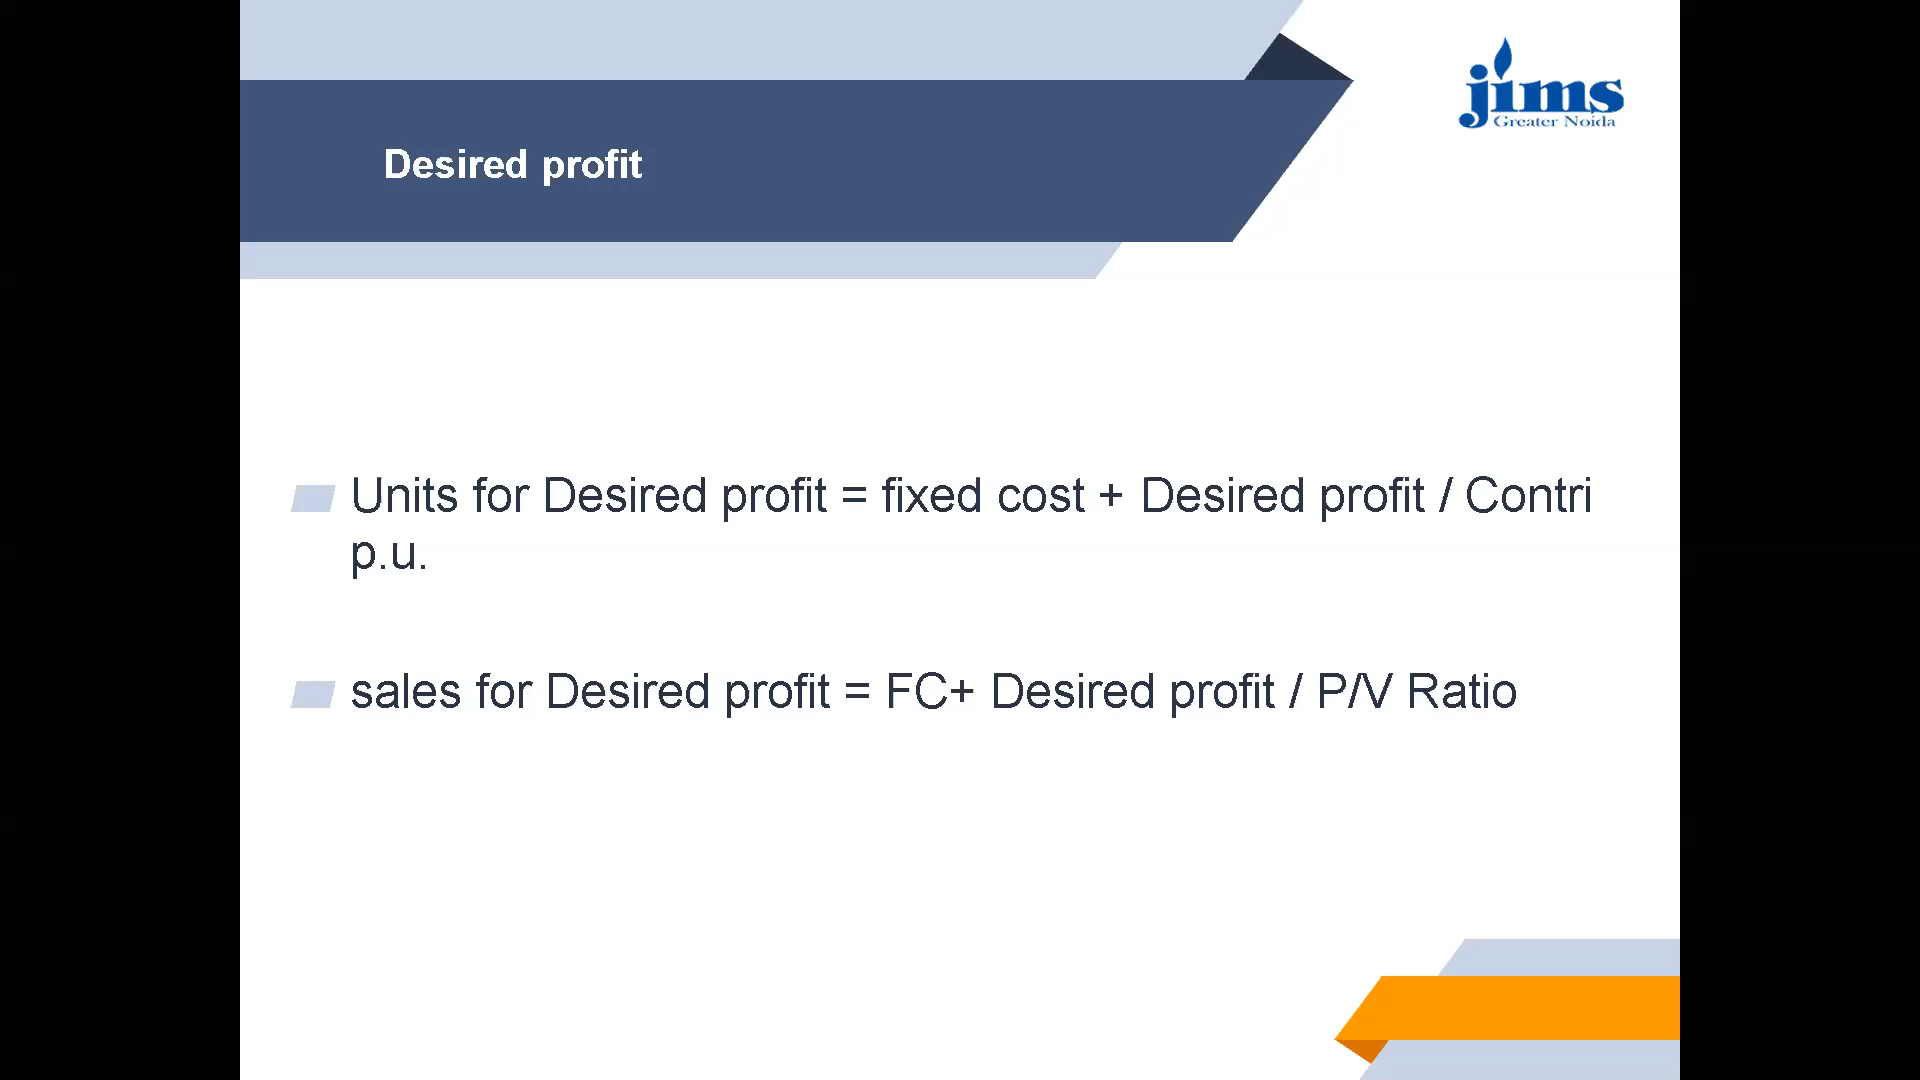 jims
Greater Noida
Desired profit
Units for Desired profit = fixed cost + Desired profit / Contri
p.u.
sales for Desired profit = FC+ Desired profit / P/V Ratio